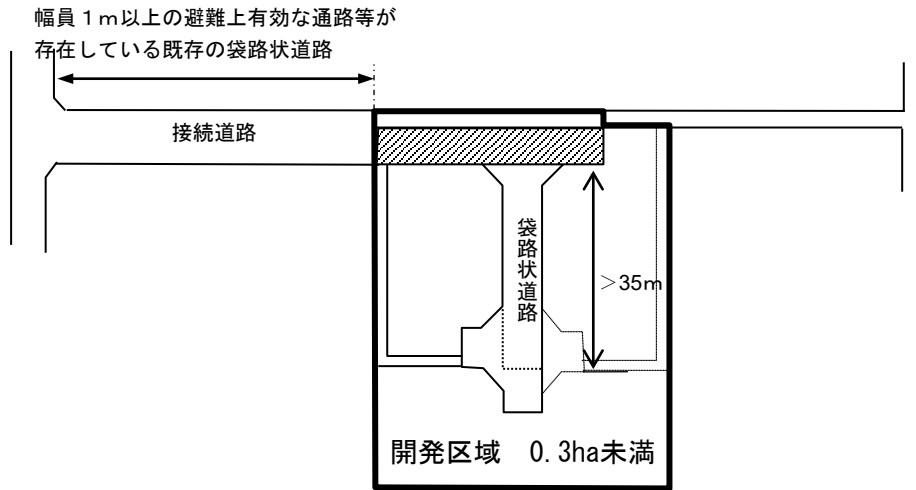 幅員１ｍ以上の避難上有効な通路等が
存在している既存の袋路状道路
接続道路
袋路状道路
＞35ｍ
開発区域　0.3ha未満